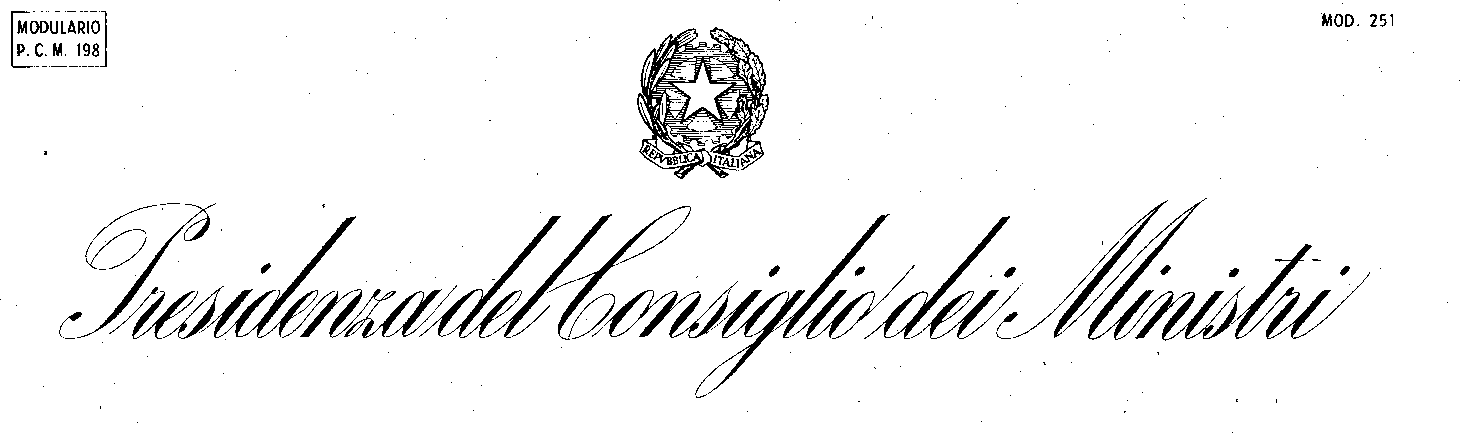 MODULARIO
P. C. M. 198
MOD. 251
REPVBBLICA ITALIANA
Presidenza del Consiglio dei Ministri